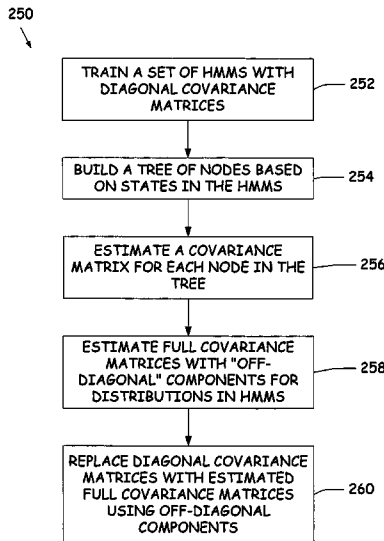 250
TRAIN A SET OF HMMS WITH
DIAGONAL COVARIANCE
MATRICES
252
BUILD A TREE OF NODES BASED
ON STATES IN THE HMMS
254
ESTIMATE A COVARIANCE
MATRIX FOR EACH NODE IN THE
TREE
256
ESTIMATE FULL COVARIANCE
MATRICES WITH "OFF-
DIAGONAL" COMPONENTS FOR
DISTRIBUTIONS IN HMMS
258
REPLACE DIAGONAL COVARIANCE
MATRICES WITH ESTIMATED
FULL COVARIANCE MATRICES
USING OFF-DIAGONAL
COMPONENTS
260